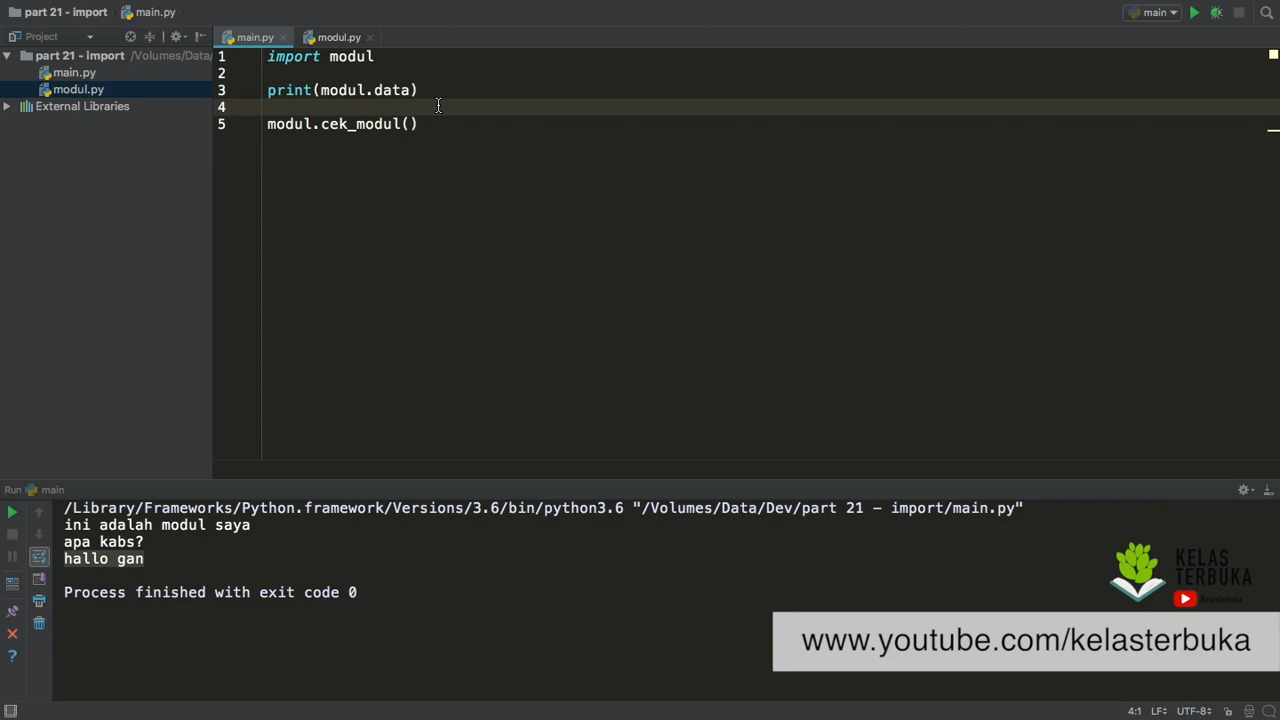 part 21 - import main.py
main
Project
main.py modul.py
part 21 - import /Volumes/Data/
main.py
modul.py
External Libraries
1 import modul
2
3 print(modul.data)
4
5 modul.cek_modul()
Run main
/Library/Frameworks/Python.framework/Versions/3.6/bin/python3.6 "/Volumes/Data/Dev/part 21 - import/main.py"
ini adalah modul saya
apa kabs?
hallo gan
Process finished with exit code 0
KELAS
TERBUKA
/kelasterbuka
www.youtube.com/kelasterbuka
4:1 LF÷ UTF-8÷